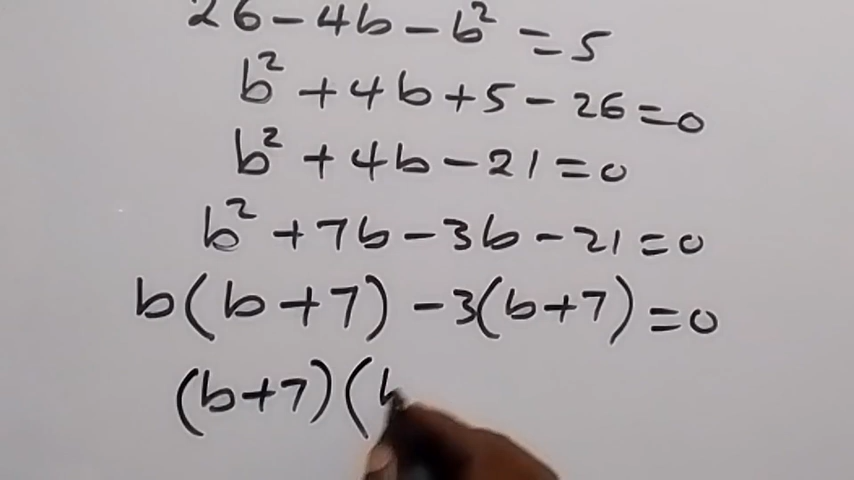 26 - 4b - b² = 5
b² + 4b + 5 - 26 = 0
b² + 4b - 21 = 0
b² + 7b - 3b - 21 = 0
b(b + 7) - 3(b + 7) = 0
(b + 7)(b